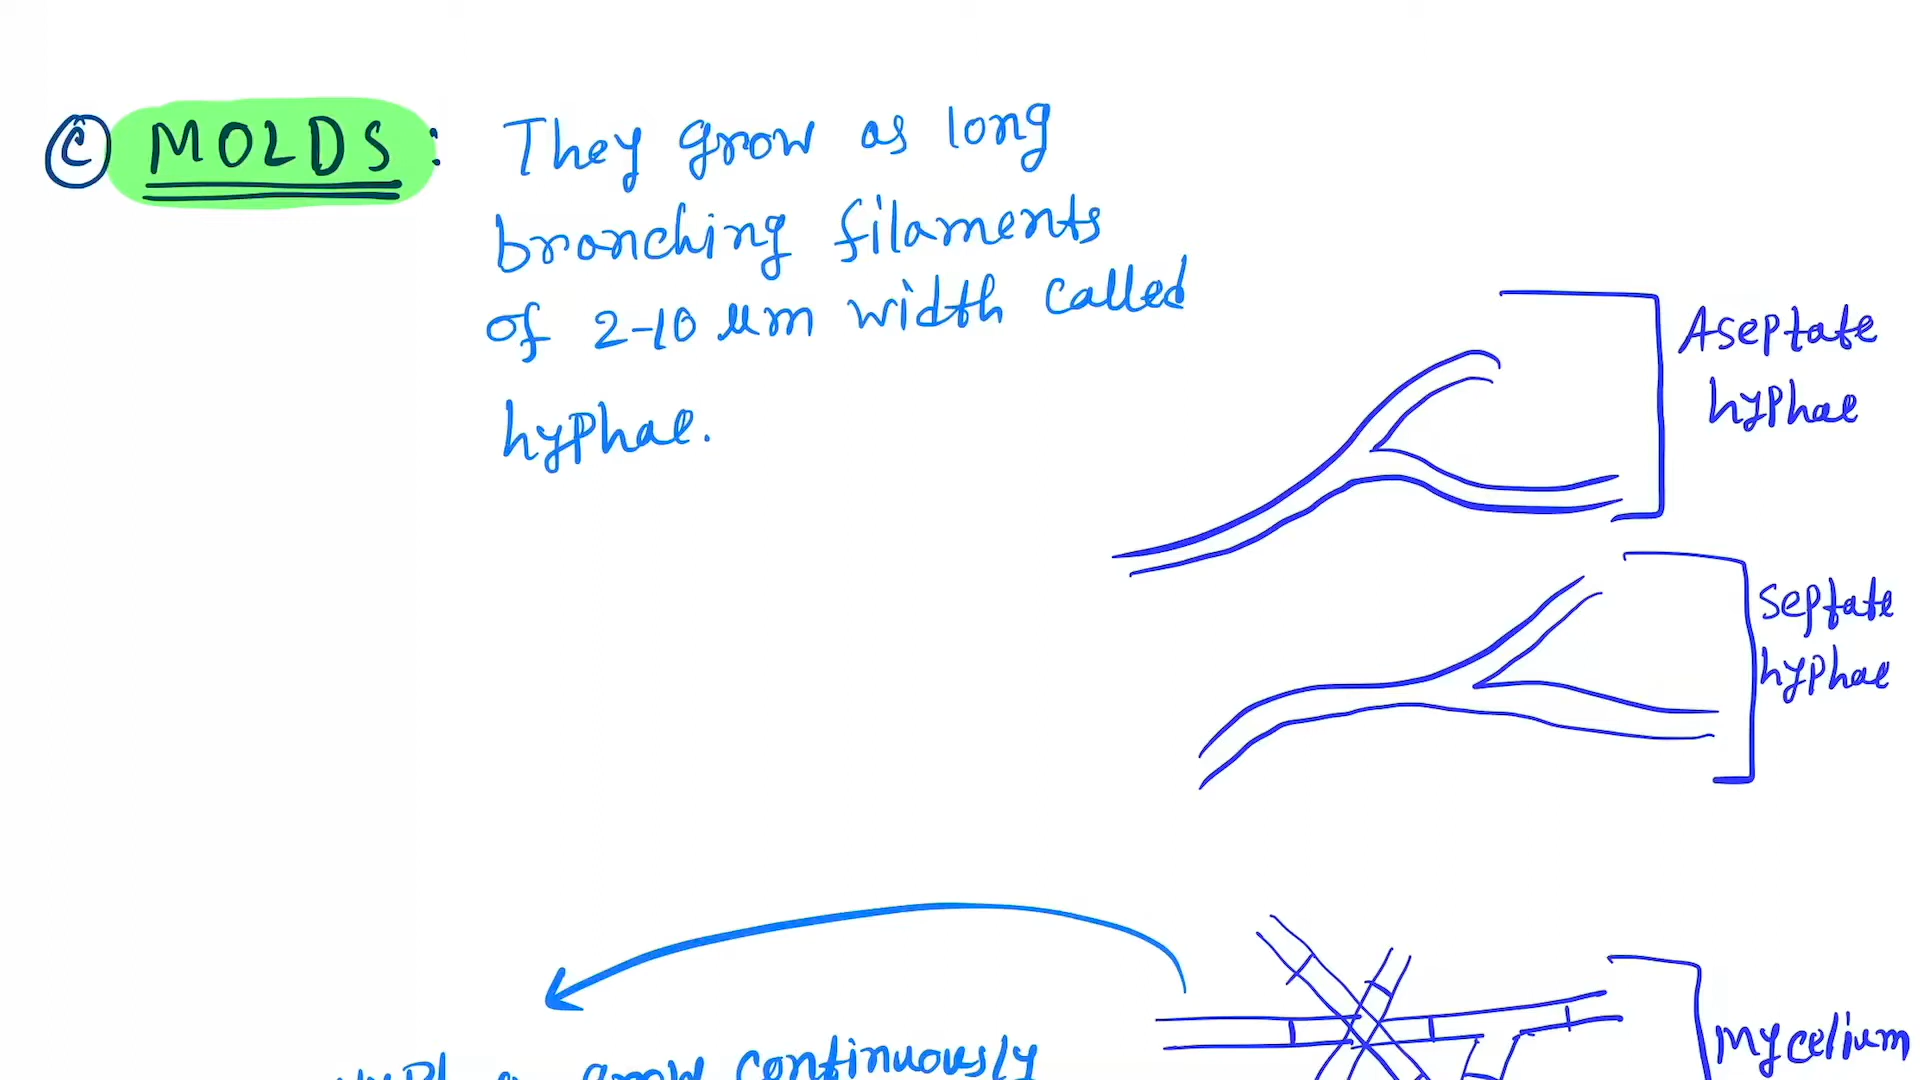 C MOLDS: They grow as long
branching filaments
of 2-10 μm width called
hyphae.
Aseptate
hyphae
Septate
hyphae
Mycelium
grow continuously